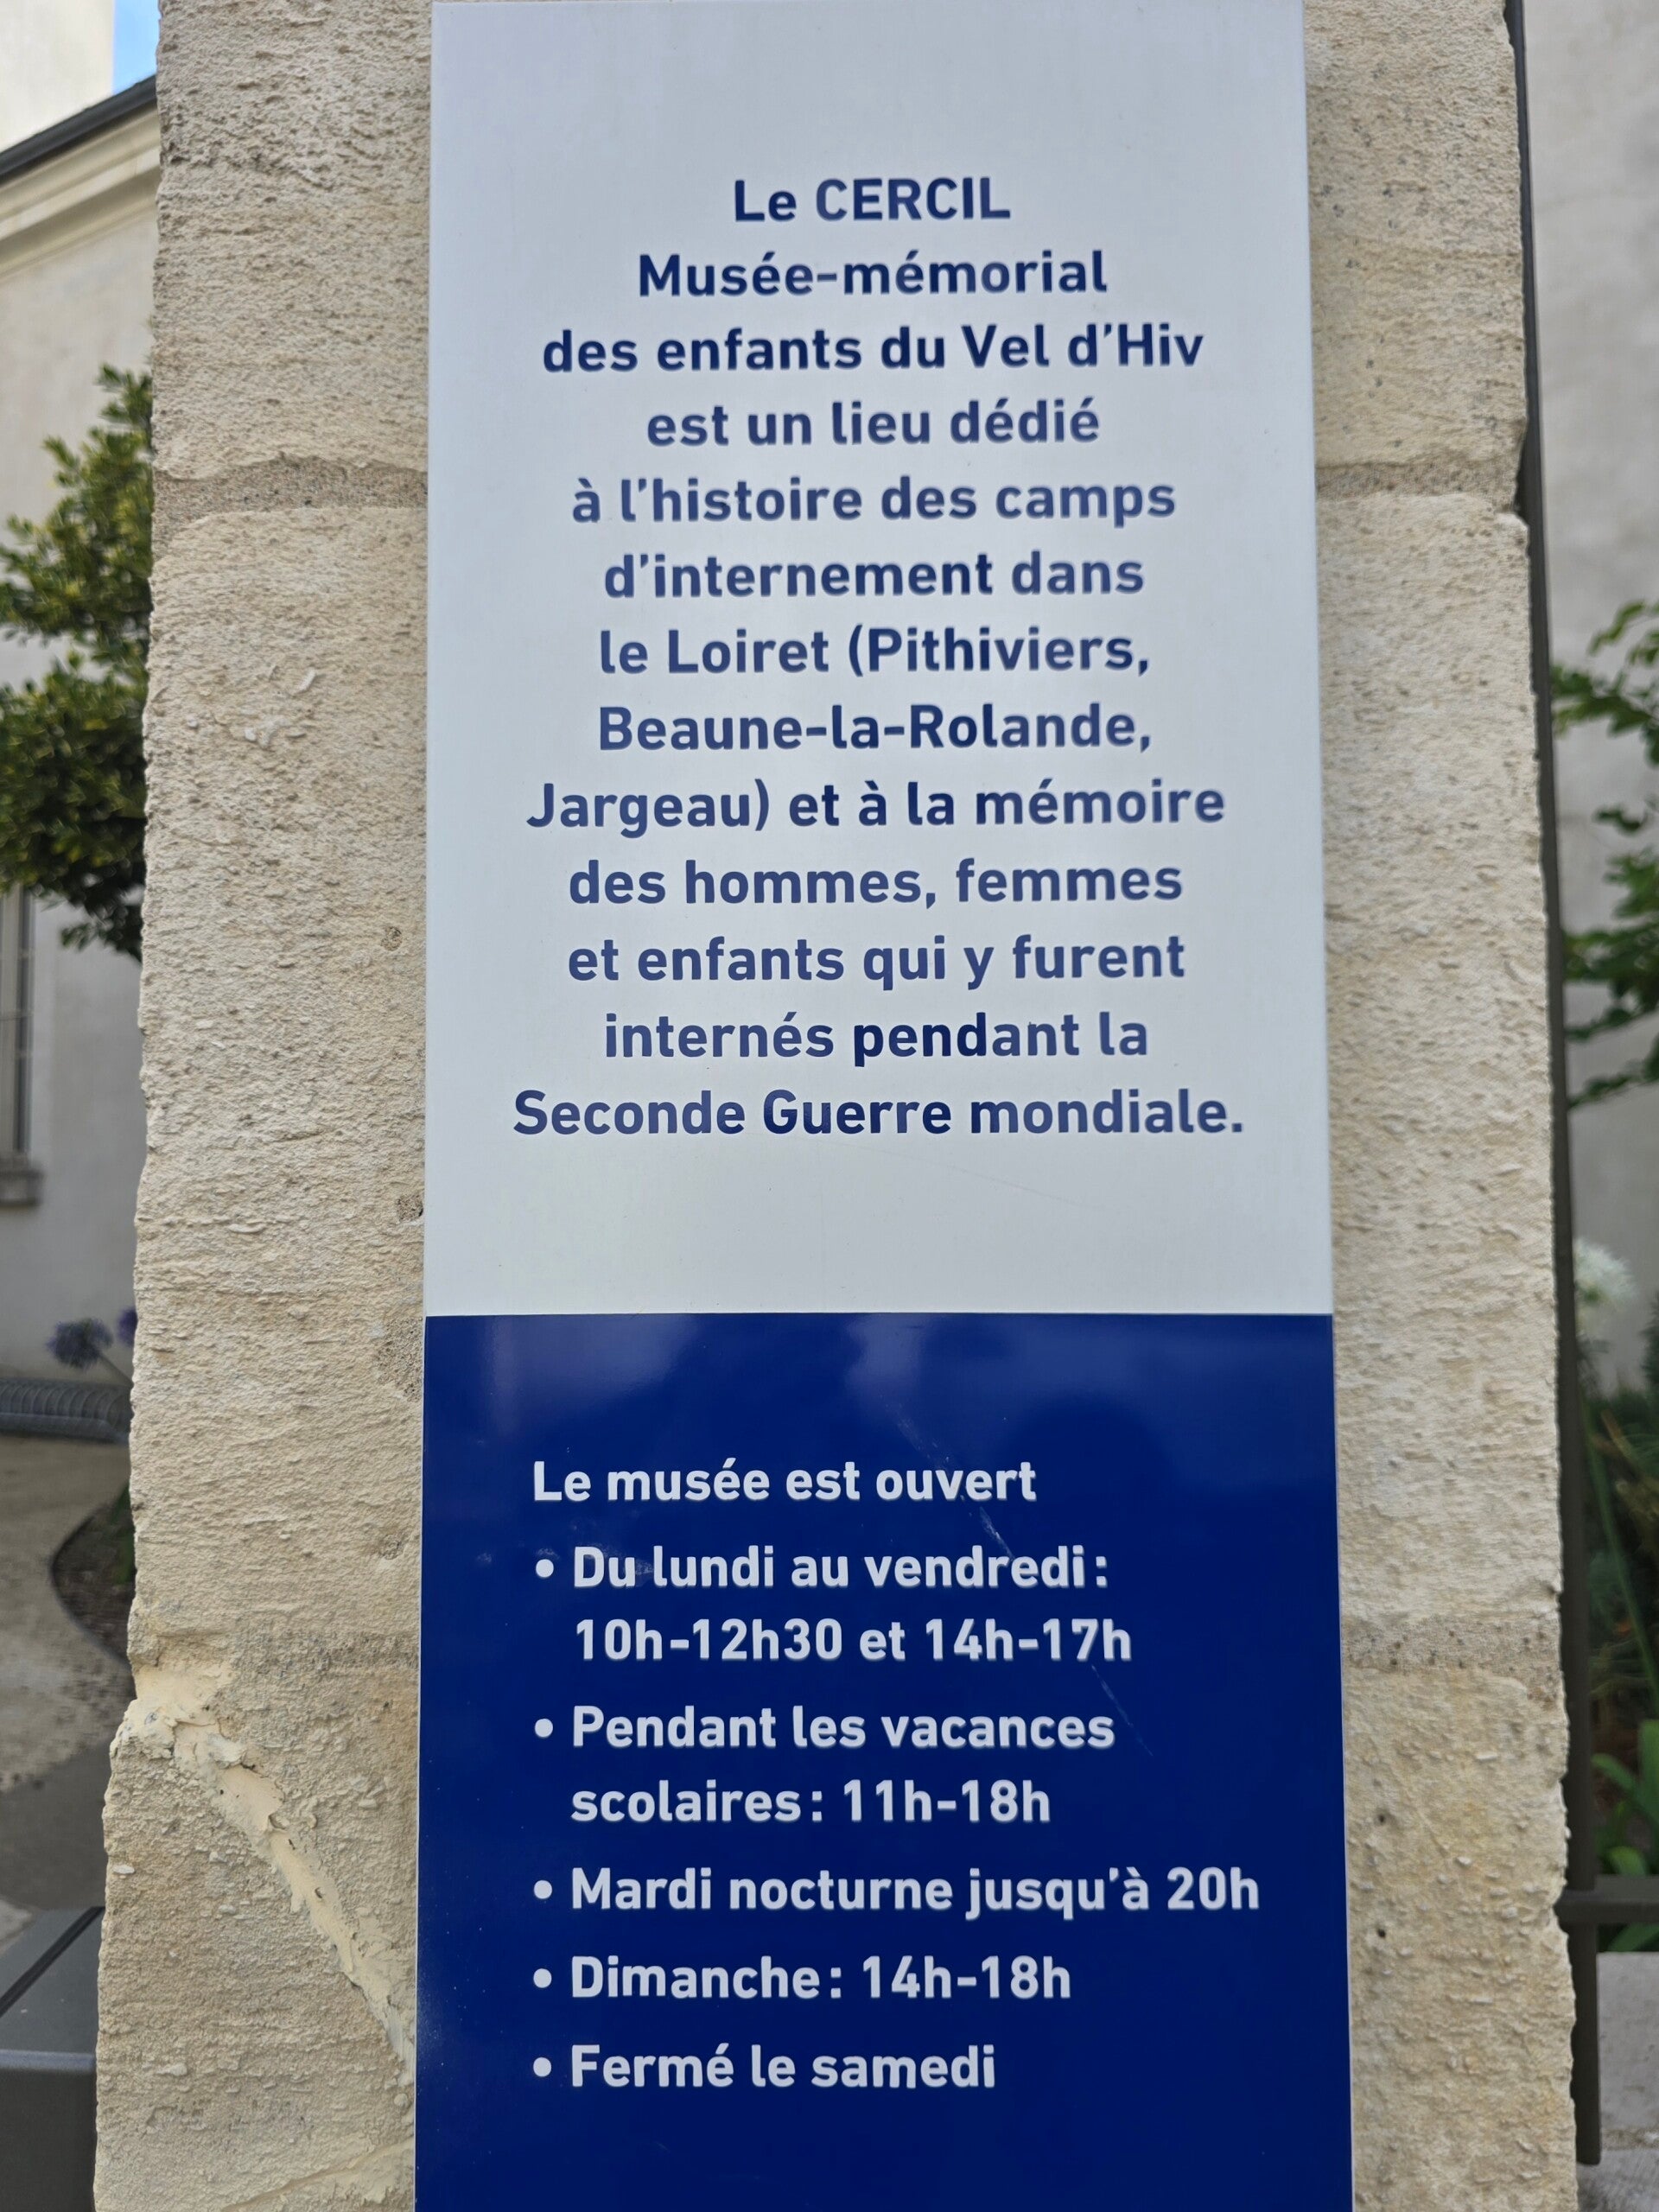 Le CERCIL
Musée-mémorial
des enfants du Vel d'Hiv
est un lieu dédié
à l'histoire des camps
d'internement dans
le Loiret (Pithiviers,
Beaune-la-Rolande,
Jargeau) et à la mémoire
des hommes, femmes
et enfants qui y furent
internés pendant la
Seconde Guerre mondiale.
Le musée est ouvert
• Du lundi au vendredi :
10h-12h30 et 14h-17h
• Pendant les vacances
scolaires : 11h-18h
• Mardi nocturne jusqu'à 20h
• Dimanche : 14h-18h
• Fermé le samedi